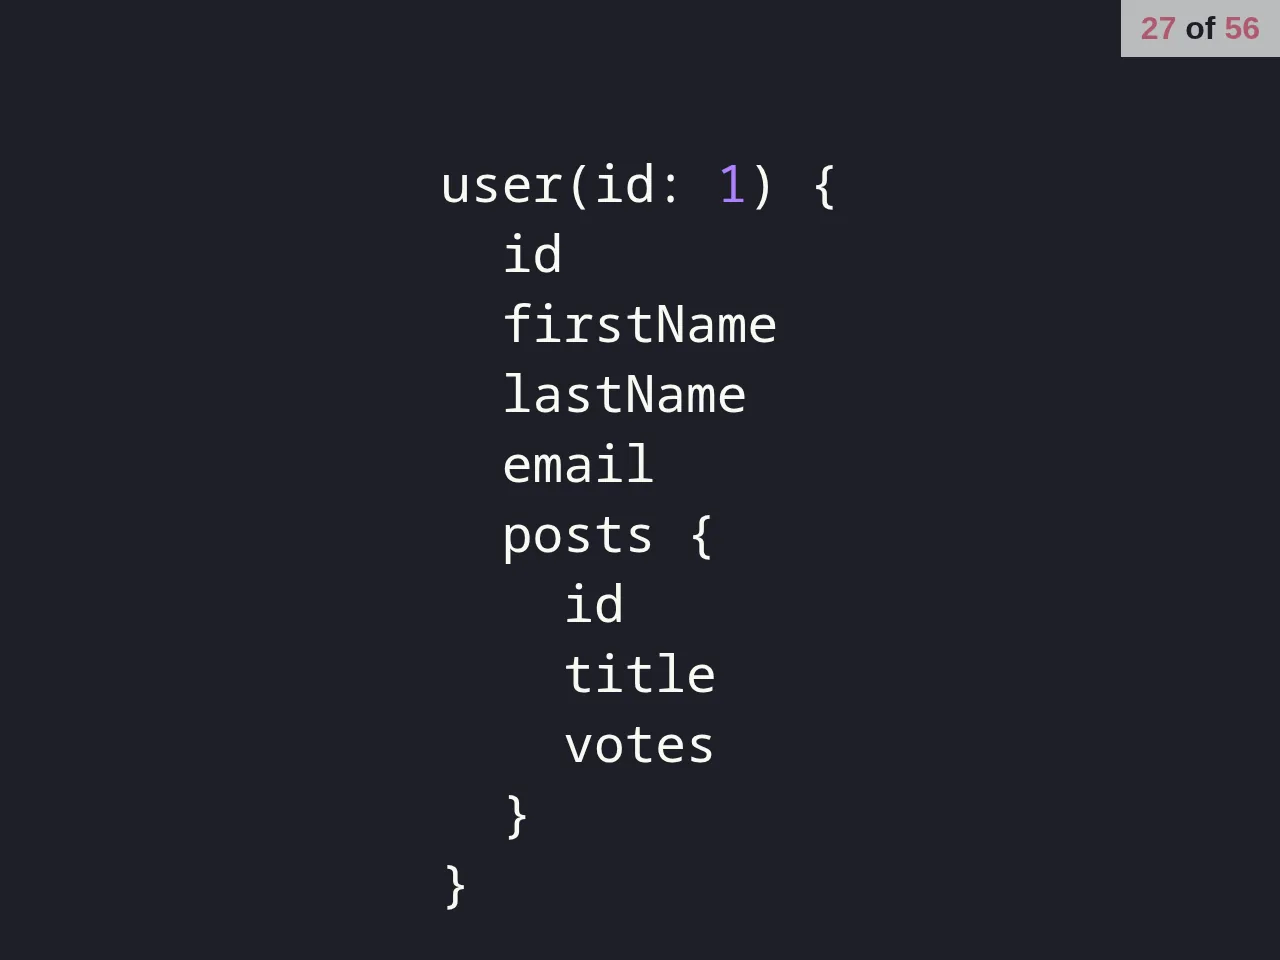 27 of 56
user(id: 1) {
  id
  firstName
  lastName
  email
  posts {
    id
    title
    votes
  }
}